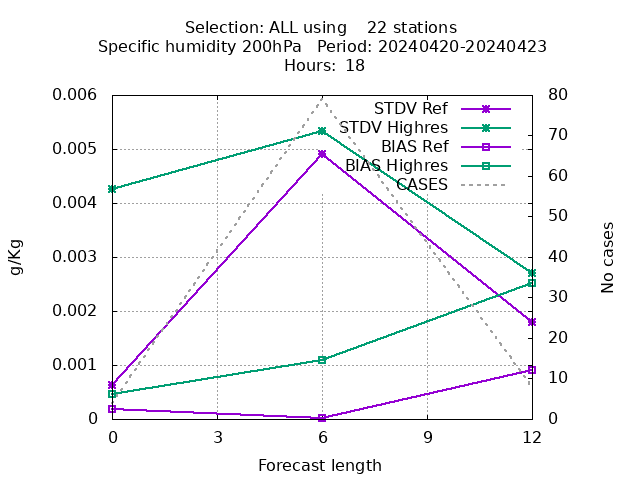 Selection: ALL using    22 stations
Specific humidity 200hPa   Period: 20240420-20240423
Hours: 18
0.006
0.005
0.004
0.003
0.002
0.001
0
g/Kg
STDV Ref
STDV Highres
BIAS Ref
BIAS Highres
CASES
80
70
60
50
40
30
20
10
0
No cases
0 3 6 9 12
Forecast length